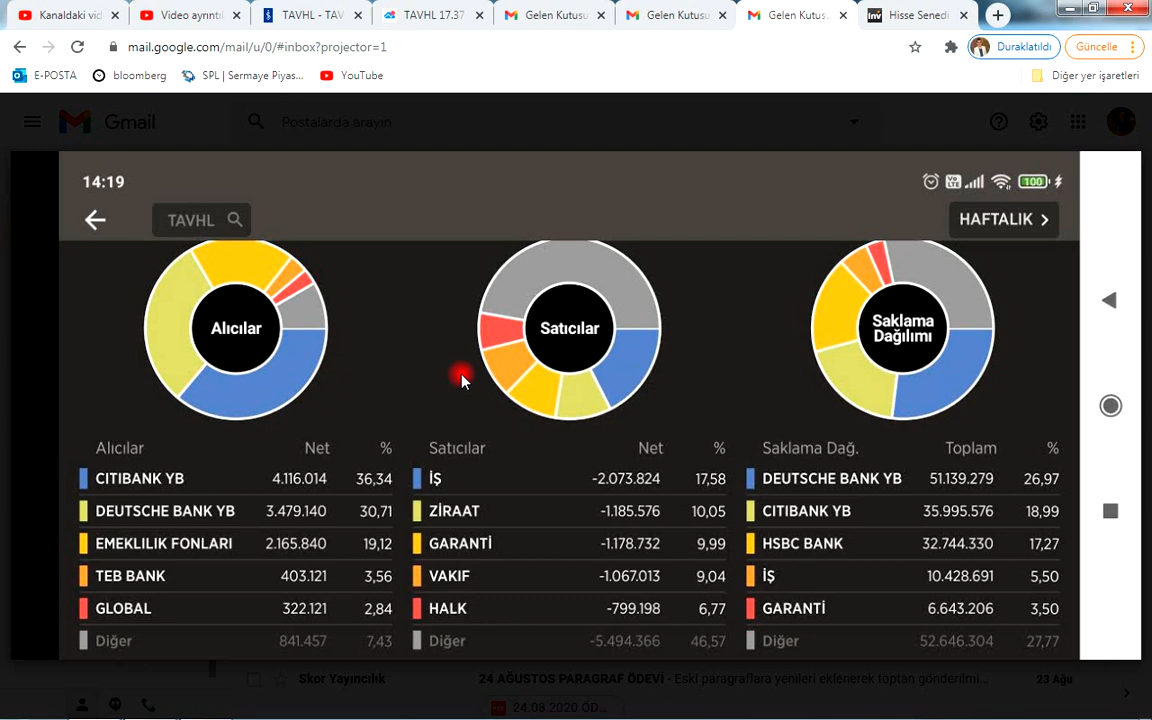 Kanaldaki vi
Video ayrıntıl
TAVHL - TAV
TAVHL 17.37
Gelen Kutusu
Gelen Kutusu
Gelen Kutusu
Hisse Senedi
mail.google.com/mail/u/0/#inbox?projector=1
Duraklatıldı
Güncelle
E-POSTA
bloomberg
SPL | Sermaye Piyas...
YouTube
Diğer yer işaretleri
Gmail
Postalarda arayın
14:19
100
TAVHL
HAFTALIK
Alıcılar
Satıcılar
Saklama
Dağılımı
Alıcılar Net %
CITIBANK YB 4.116.014 36,34
DEUTSCHE BANK YB 3.479.140 30,71
EMEKLILIK FONLARI 2.165.840 19,12
TEB BANK 403.121 3,56
GLOBAL 322.121 2,84
Diğer 841.457 7,43
Satıcılar Net %
İŞ -2.073.824 17,58
ZİRAAT -1.185.576 10,05
GARANTİ -1.178.732 9,99
VAKIF -1.067.013 9,04
HALK -799.198 6,77
Diğer -5.494.366 46,57
Saklama Dağ. Toplam %
DEUTSCHE BANK YB 51.139.279 26,97
CITIBANK YB 35.995.576 18,99
HSBC BANK 32.744.330 17,27
İŞ 10.428.691 5,50
GARANTİ 6.643.206 3,50
Diğer 52.646.304 27,77
Skor Yayıncılık
24 AĞUSTOS PARAGRAF ÖDEVİ - Eski paragraflara yenileri eklenerek toptan gönderilmi...
23 Ağu
24.08.2020 ÖD...